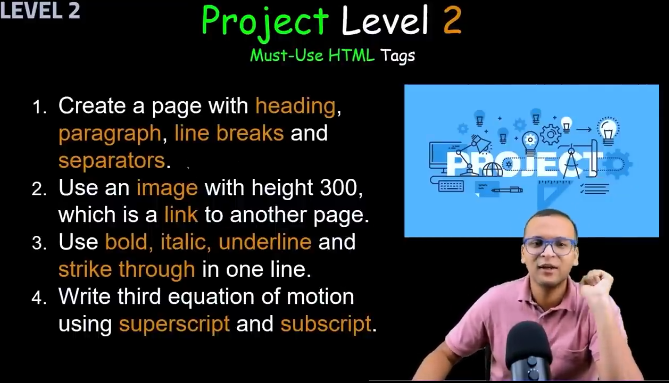 LEVEL 2
Project Level 2
Must-Use HTML Tags
1. Create a page with heading,
paragraph, line breaks and
separators.
2. Use an image with height 300,
which is a link to another page.
3. Use bold, italic, underline and
strike through in one line.
4. Write third equation of motion
using superscript and subscript.
PROJECT